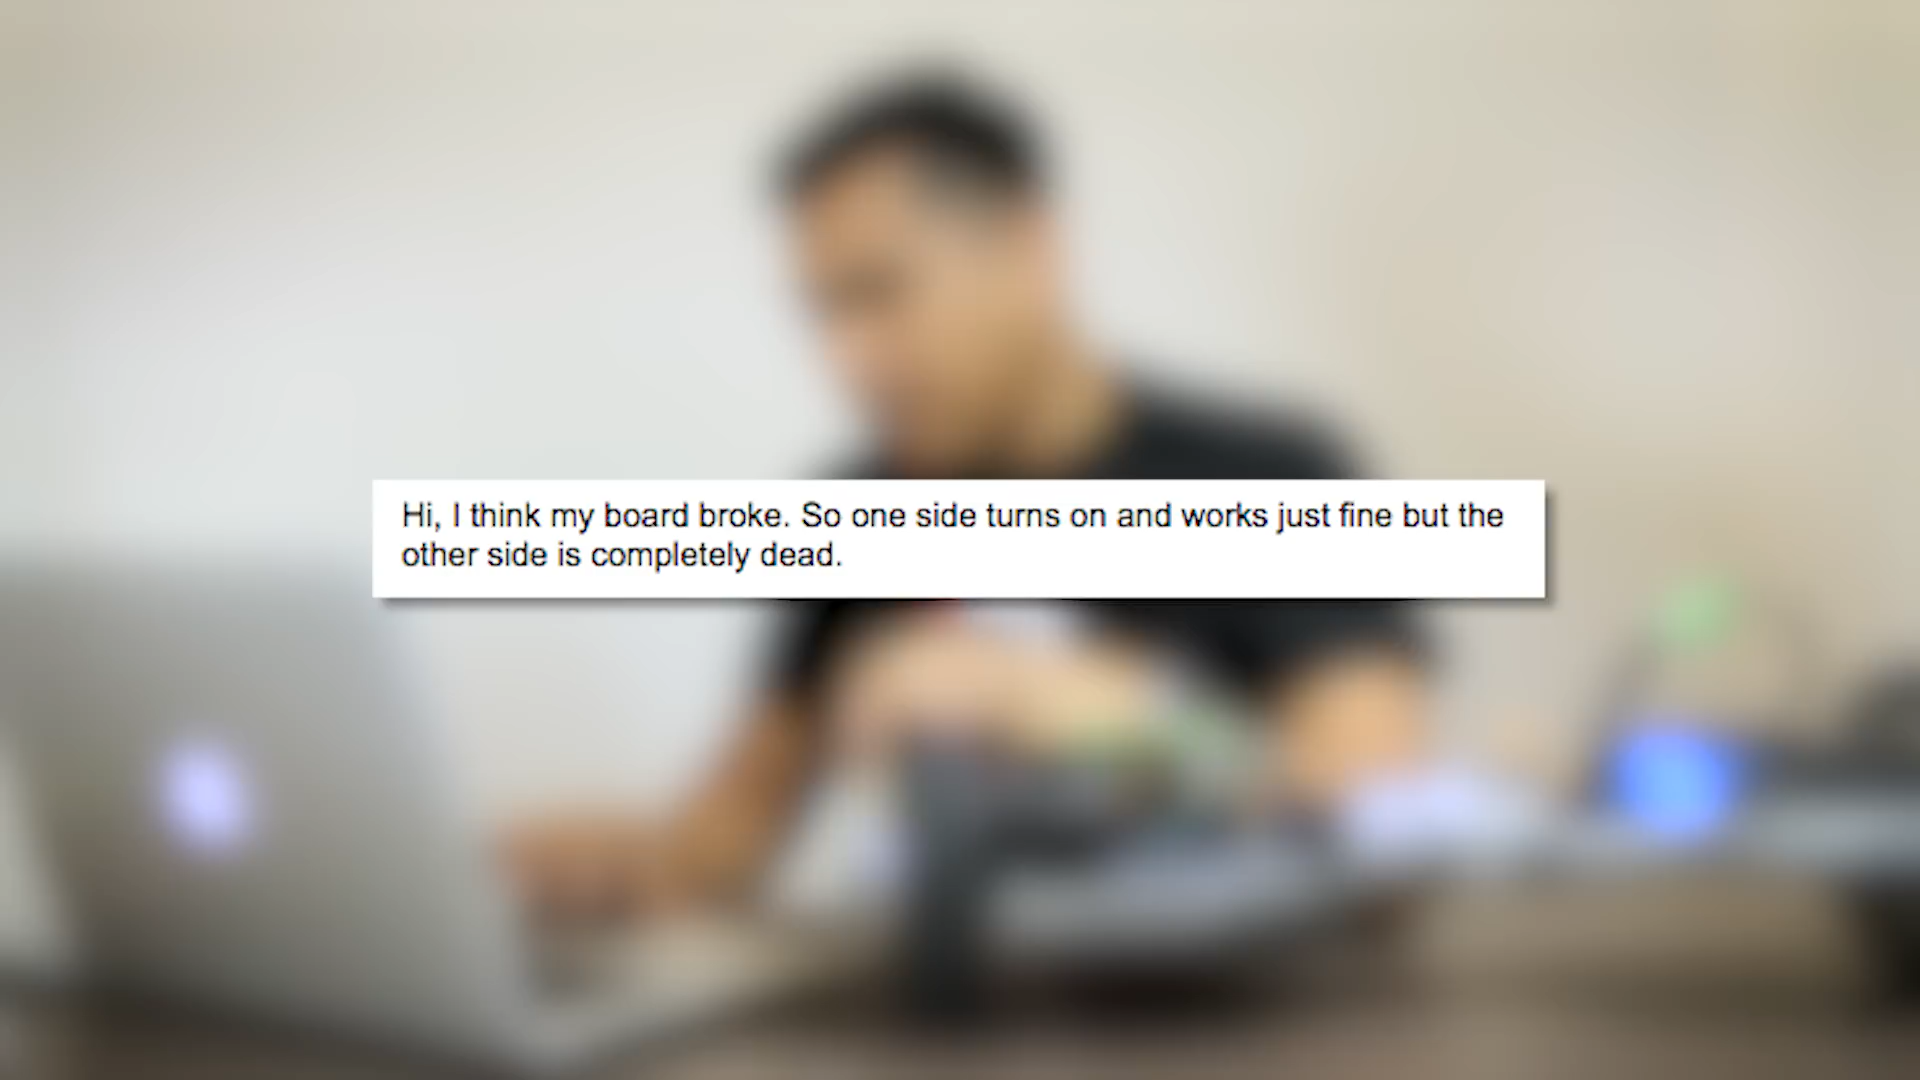 Hi, I think my board broke. So one side turns on and works just fine but the
other side is completely dead.